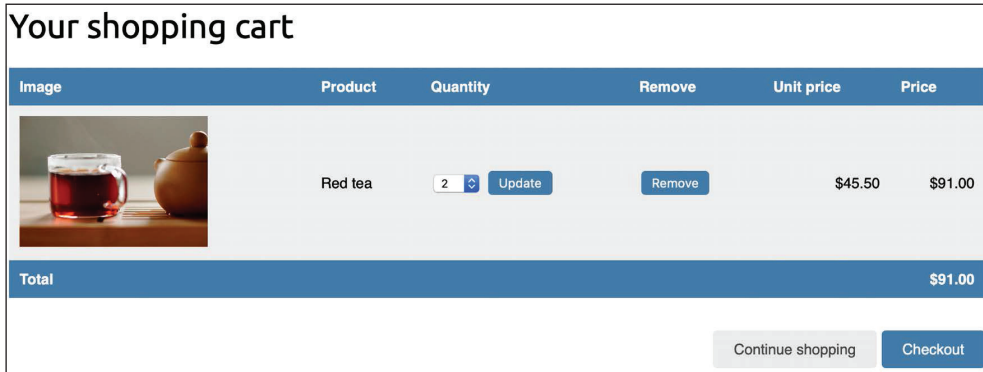 Your shopping cart
Image Product Quantity Remove Unit price Price
Red tea 2 Update Remove $45.50 $91.00
Total $91.00
Continue shopping Checkout